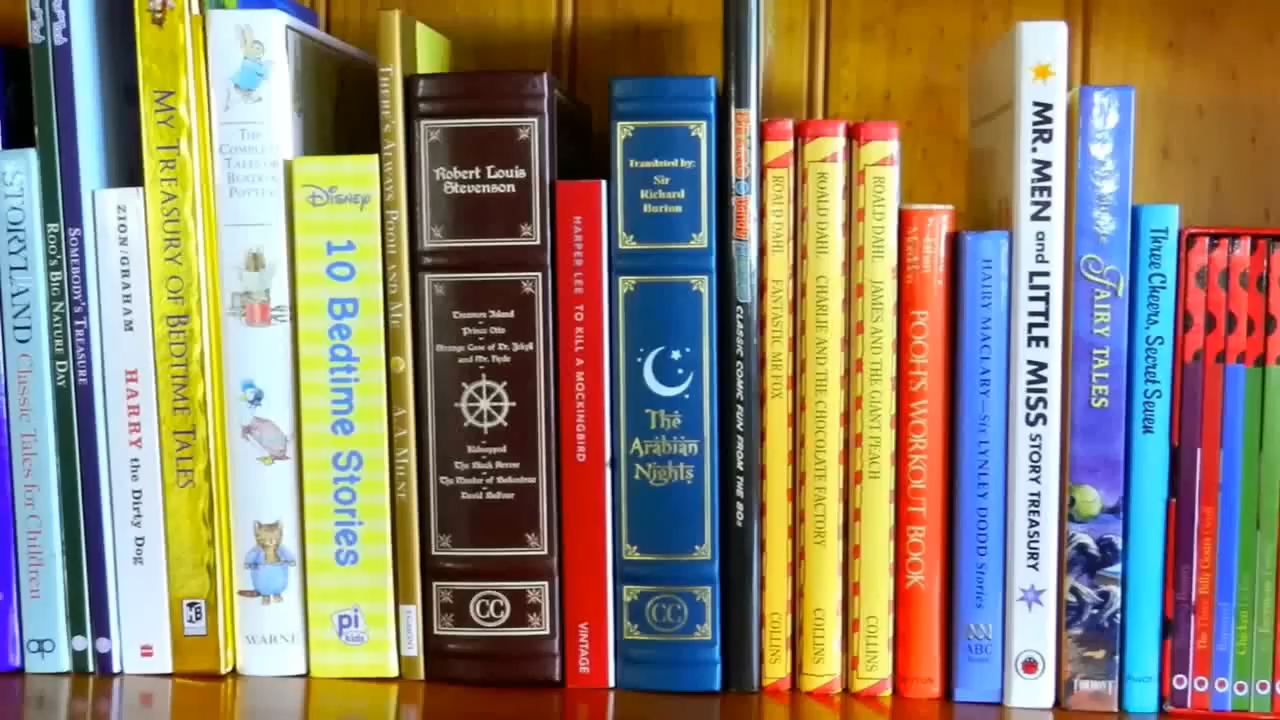 STORYLAND Classic Tales for Children
ROO'S BIG NATURE DAY
SOMEBODY'S TREASURE
ZION/GRAHAM HARRY the Dirty Dog
MY TREASURY OF BEDTIME TALES
THE
COMPLETE
TALES OF
BEATRIX
POTTER
WARNE
DISNEY
10 Bedtime Stories
pi
kids
THERE'S ALWAYS POOH AND ME A.A. MILNE
EGMONT
Robert Louis
Stevenson
Treasure Island
Prince Otto
Strange Case of Dr. Jekyll
and Mr. Hyde
Kidnapped
The Black Arrow
The Master of Ballantrae
David Balfour
CC
HARPER LEE TO KILL A MOCKINGBIRD
VINTAGE
Translated by:
Sir
Richard
Burton
The
Arabian
Nights
CC
CLASSIC COMIC FUN FROM THE 80s
ROALD DAHL FANTASTIC MR FOX COLLINS
ROALD DAHL CHARLIE AND THE CHOCOLATE FACTORY COLLINS
ROALD DAHL JAMES AND THE GIANT PEACH COLLINS
POOH'S WORKOUT BOOK
HAIRY MACLARY—SIX LYNLEY DODD Stories
ABC
MR. MEN and LITTLE MISS STORY TREASURY
FAIRY TALES
Three Cheers, Secret Seven